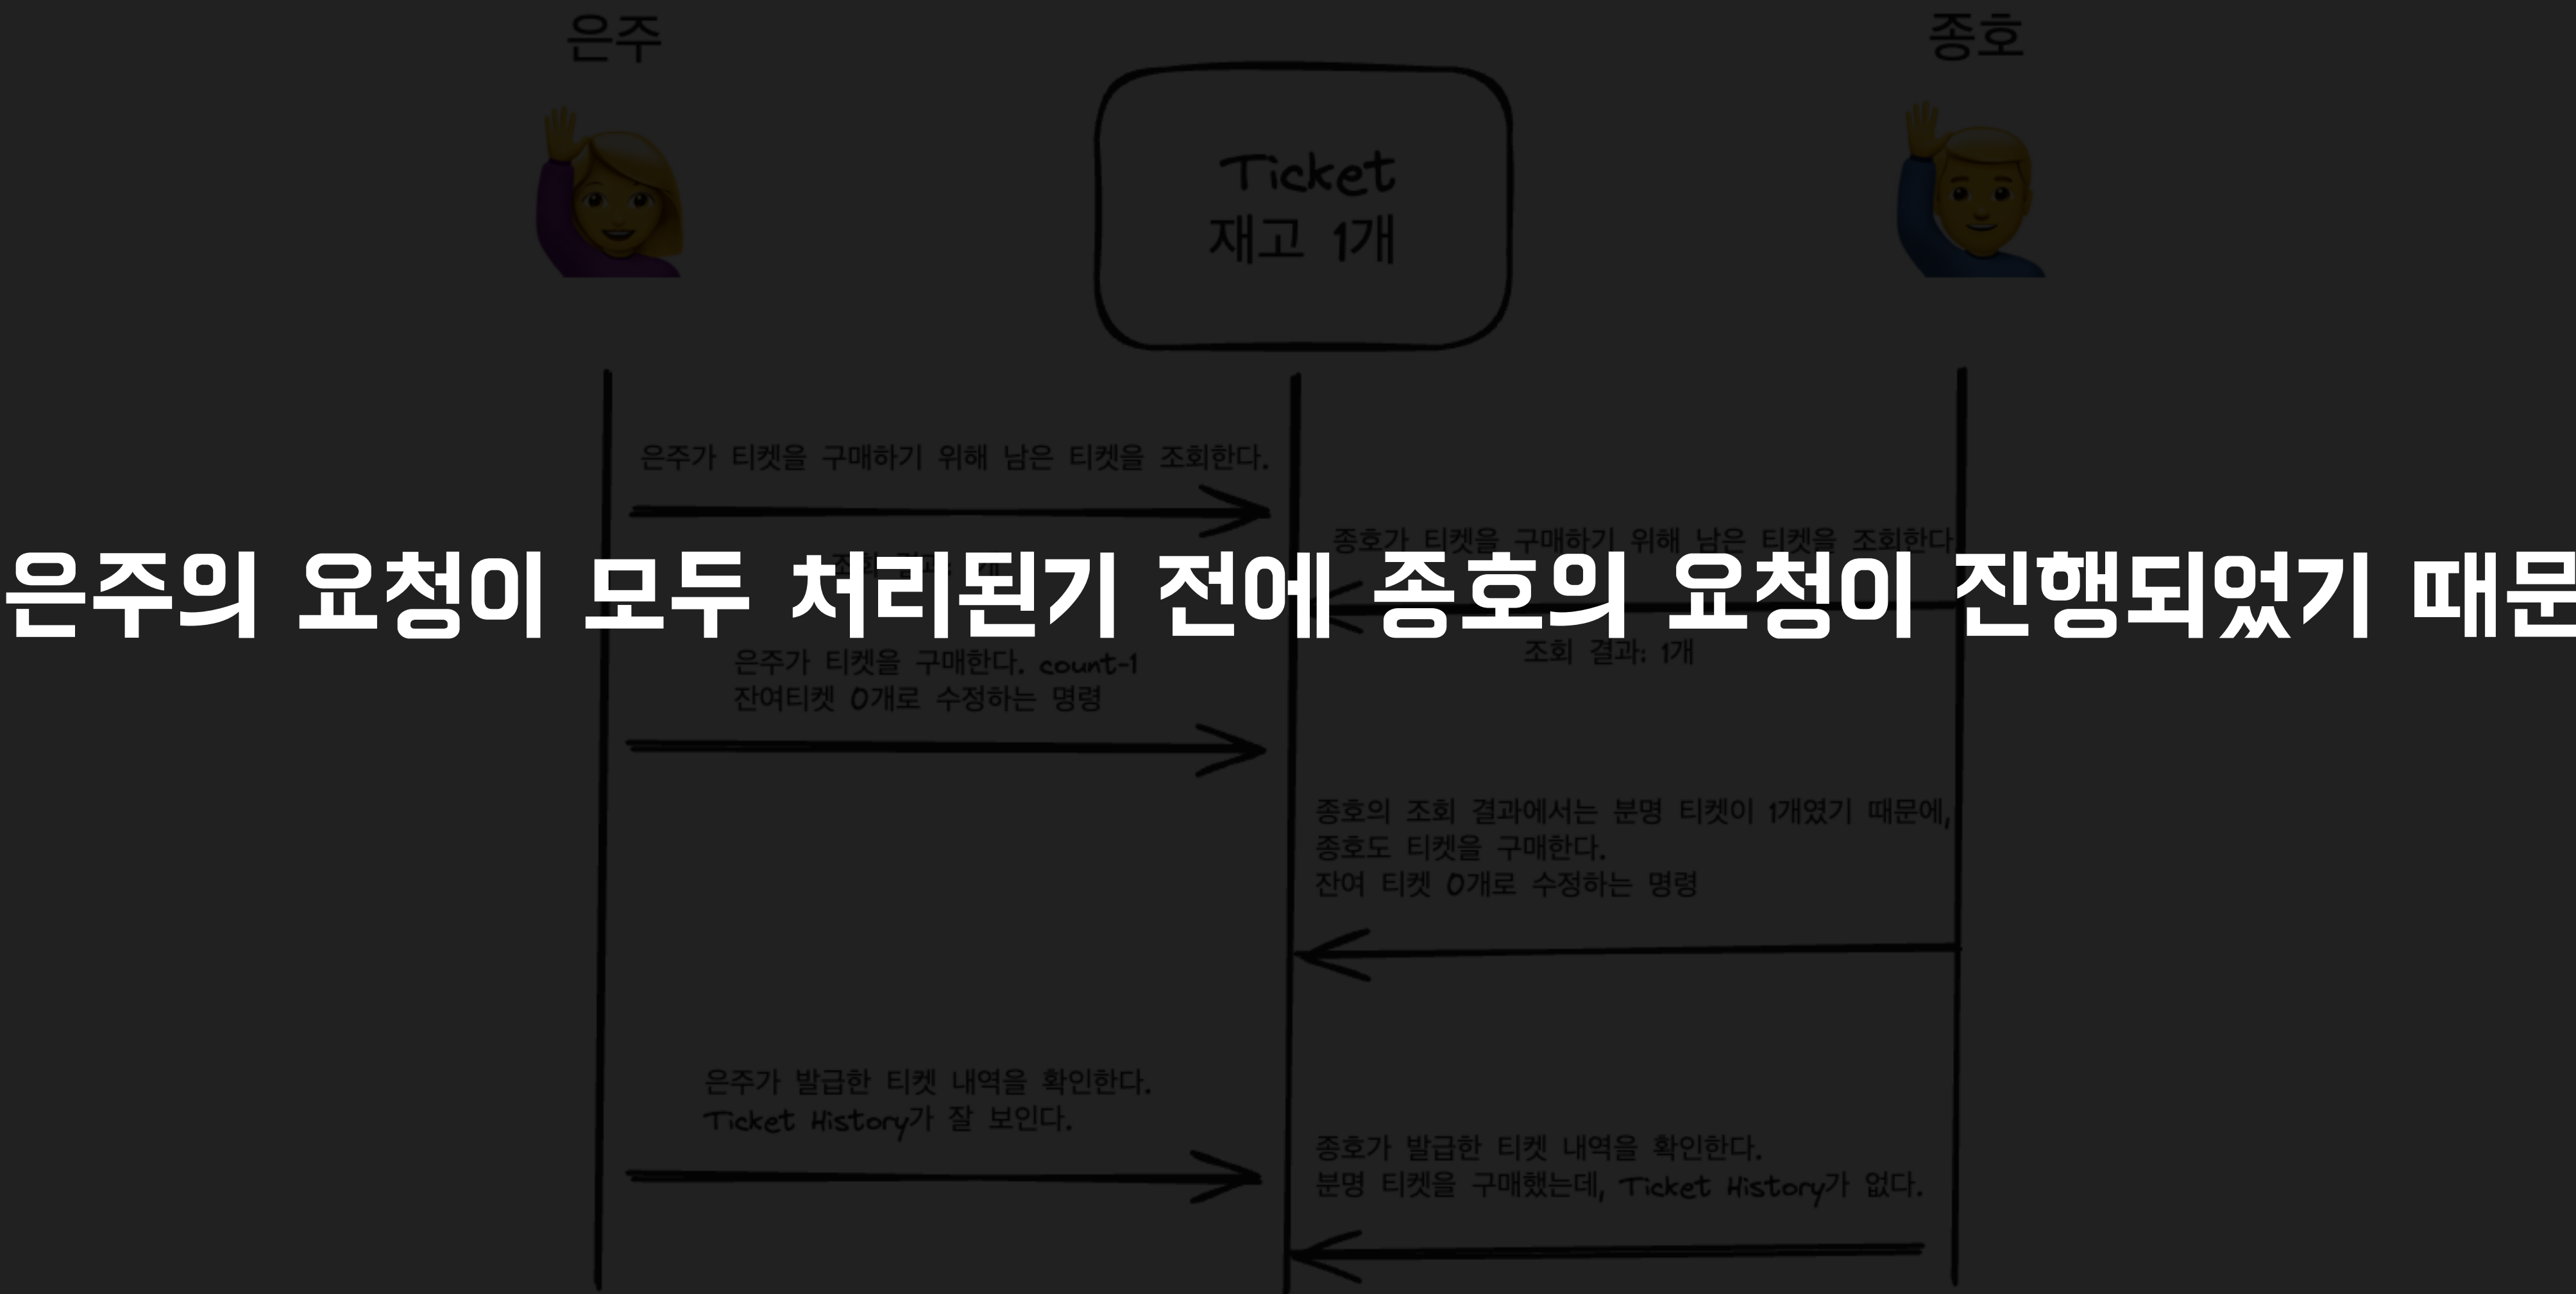 은주
종호
Ticket
재고 1개
은주가 티켓을 구매하기 위해 남은 티켓을 조회한다.
종호가 티켓을 구매하기 위해 남은 티켓을 조회한다
은주의 요청이 모두 처리된기 전에 종호의 요청이 진행되었기 때문
조회 결과: 1개
은주가 티켓을 구매한다. count-1
잔여티켓 0개로 수정하는 명령
종호의 조회 결과에서는 분명 티켓이 1개였기 때문에,
종호도 티켓을 구매한다.
잔여 티켓 0개로 수정하는 명령
은주가 발급한 티켓 내역을 확인한다.
Ticket History가 잘 보인다.
종호가 발급한 티켓 내역을 확인한다.
분명 티켓을 구매했는데, Ticket History가 없다.